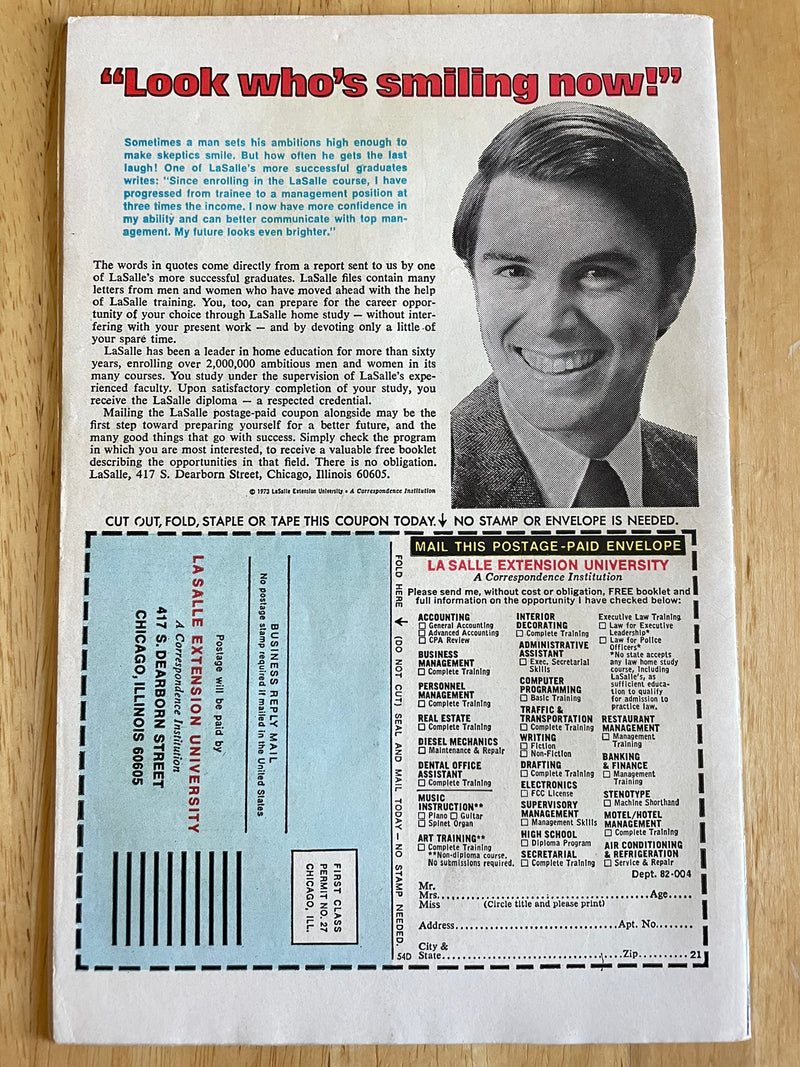 “Look who’s smiling now!”
Sometimes a man sets his ambitions high enough to
make skeptics smile. But how often he gets the last
laugh! One of LaSalle's more successful graduates
writes: "Since enrolling in the LaSalle course, I have
progressed from trainee to a management position at
three times the income. I now have more confidence in
my ability and can better communicate with top man-
agement. My future looks even brighter."
The words in quotes come directly from a report sent to us by one
of LaSalle's more successful graduates. LaSalle files contain many
letters from men and women who have moved ahead with the help
of LaSalle training. You, too, can prepare for the career oppor-
tunity of your choice through LaSalle home study — without inter-
fering with your present work — and by devoting only a little of
your spare time.
LaSalle has been a leader in home education for more than sixty
years, enrolling over 2,000,000 ambitious men and women in its
many courses. You study under the supervision of LaSalle's expe-
rienced faculty. Upon satisfactory completion of your study, you
receive the LaSalle diploma — a respected credential.
Mailing the LaSalle postage-paid coupon alongside may be the
first step toward preparing yourself for a better future, and the
many good things that go with success. Simply check the program
in which you are most interested, to receive a valuable free booklet
describing the opportunities in that field. There is no obligation.
LaSalle, 417 S. Dearborn Street, Chicago, Illinois 60605.
© 1973 LaSalle Extension University • A Correspondence Institution
CUT OUT, FOLD, STAPLE OR TAPE THIS COUPON TODAY. ↓ NO STAMP OR ENVELOPE IS NEEDED.
BUSINESS REPLY MAIL
No postage stamp required if mailed in the United States
Postage will be paid by
LA SALLE EXTENSION UNIVERSITY
A Correspondence Institution
417 S. DEARBORN STREET
CHICAGO, ILLINOIS 60605
FIRST CLASS
PERMIT NO. 27
CHICAGO, ILL.
FOLD HERE ↑ (DO NOT CUT) SEAL AND MAIL TODAY — NO STAMP NEEDED.
54D
MAIL THIS POSTAGE-PAID ENVELOPE
LA SALLE EXTENSION UNIVERSITY
A Correspondence Institution
Please send me, without cost or obligation, FREE booklet and
full information on the opportunity I have checked below:
ACCOUNTING
☐ General Accounting
☐ Advanced Accounting
☐ CPA Review
BUSINESS
MANAGEMENT
☐ Complete Training
PERSONNEL
MANAGEMENT
☐ Complete Training
REAL ESTATE
☐ Complete Training
DIESEL MECHANICS
☐ Maintenance & Repair
DENTAL OFFICE
ASSISTANT
☐ Complete Training
MUSIC
INSTRUCTION**
☐ Piano ☐ Guitar
☐ Spinet Organ
ART TRAINING**
☐ Complete Training
**Non-diploma course.
No submissions required.
INTERIOR
DECORATING
☐ Complete Training
ADMINISTRATIVE
ASSISTANT
☐ Exec. Secretarial
Skills
COMPUTER
PROGRAMMING
☐ Basic Training
TRAFFIC &
TRANSPORTATION
☐ Complete Training
WRITING
☐ Fiction
☐ Non-Fiction
DRAFTING
☐ Complete Training
ELECTRONICS
☐ FCC License
SUPERVISORY
MANAGEMENT
☐ Management Skills
HIGH SCHOOL
☐ Diploma Program
SECRETARIAL
☐ Complete Training
Executive Law Training
☐ Law for Executive
Leadership*
☐ Law for Police
Officers*
*No state accepts
any law home study
course, including
LaSalle's, as
sufficient educa-
tion to qualify
for admission to
practice law.
RESTAURANT
MANAGEMENT
☐ Management
Training
BANKING
& FINANCE
☐ Management
Training
STENOTYPE
☐ Machine Shorthand
MOTEL/HOTEL
MANAGEMENT
☐ Complete Training
AIR CONDITIONING
& REFRIGERATION
☐ Service & Repair
Dept. 82-004
Mr.
Mrs.......................................Age.....
Miss (Circle title and please print)
Address..............................Apt. No........
City &
State..............................Zip.......... 21